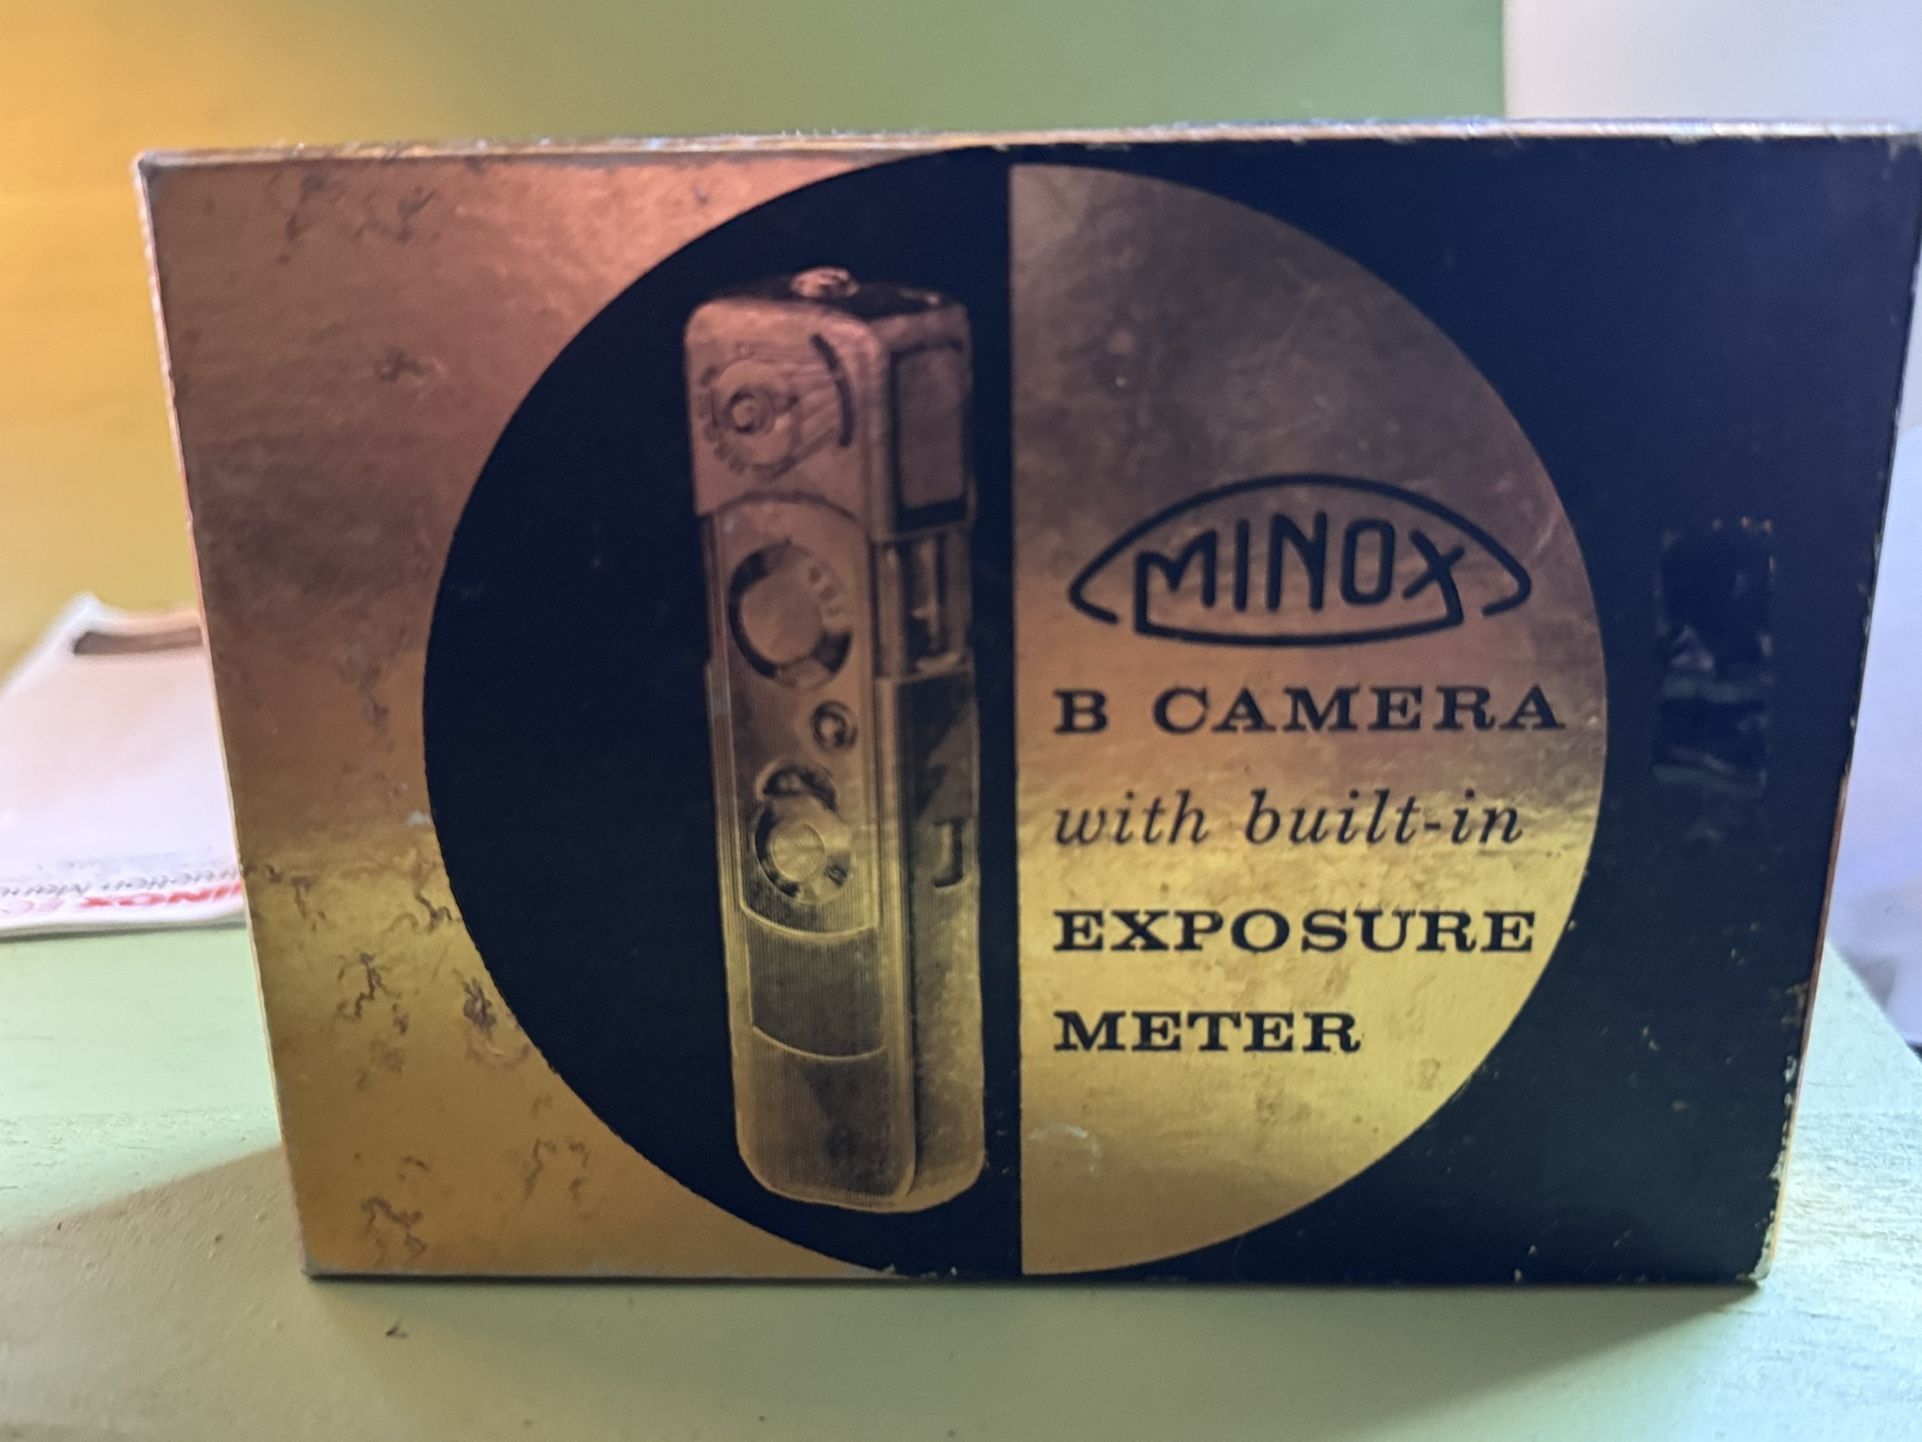 MINOX
B CAMERA
with built-in
EXPOSURE
METER